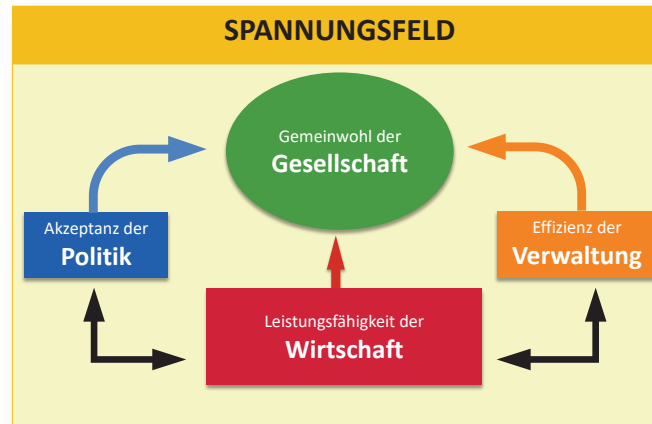 SPANNUNGSFELD
Gemeinwohl der
Gesellschaft
Akzeptanz der
Politik
Effizienz der
Verwaltung
Leistungsfähigkeit der
Wirtschaft